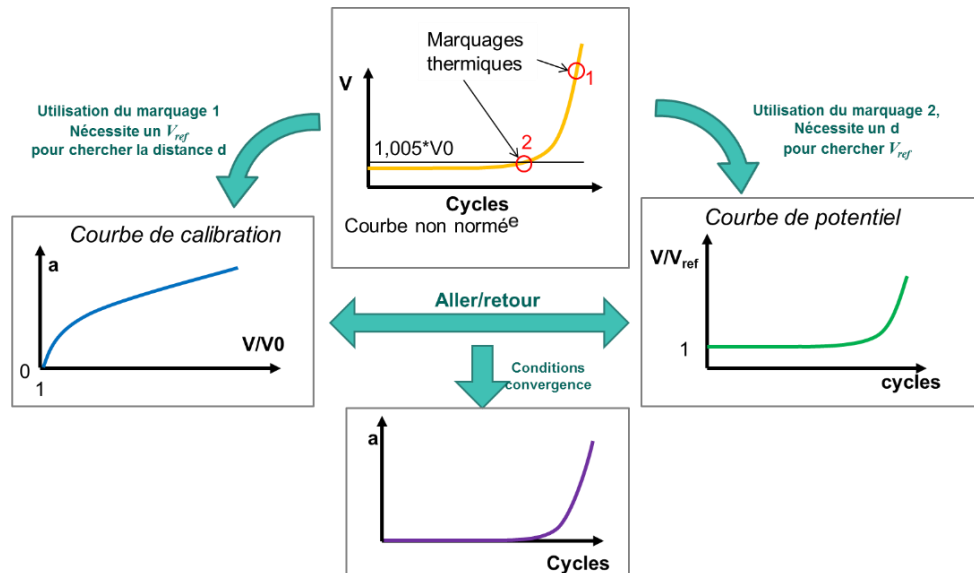 Marquages
thermiques
V
1
1,005*V0
2
Cycles
Courbe non normée
Utilisation du marquage 1
Nécessite un Vref
pour chercher la distance d
Utilisation du marquage 2,
Nécessite un d
pour chercher Vref
Courbe de calibration
a
V/V0
0
1
Aller/retour
Conditions
convergence
Courbe de potentiel
V/Vref
1
cycles
a
Cycles